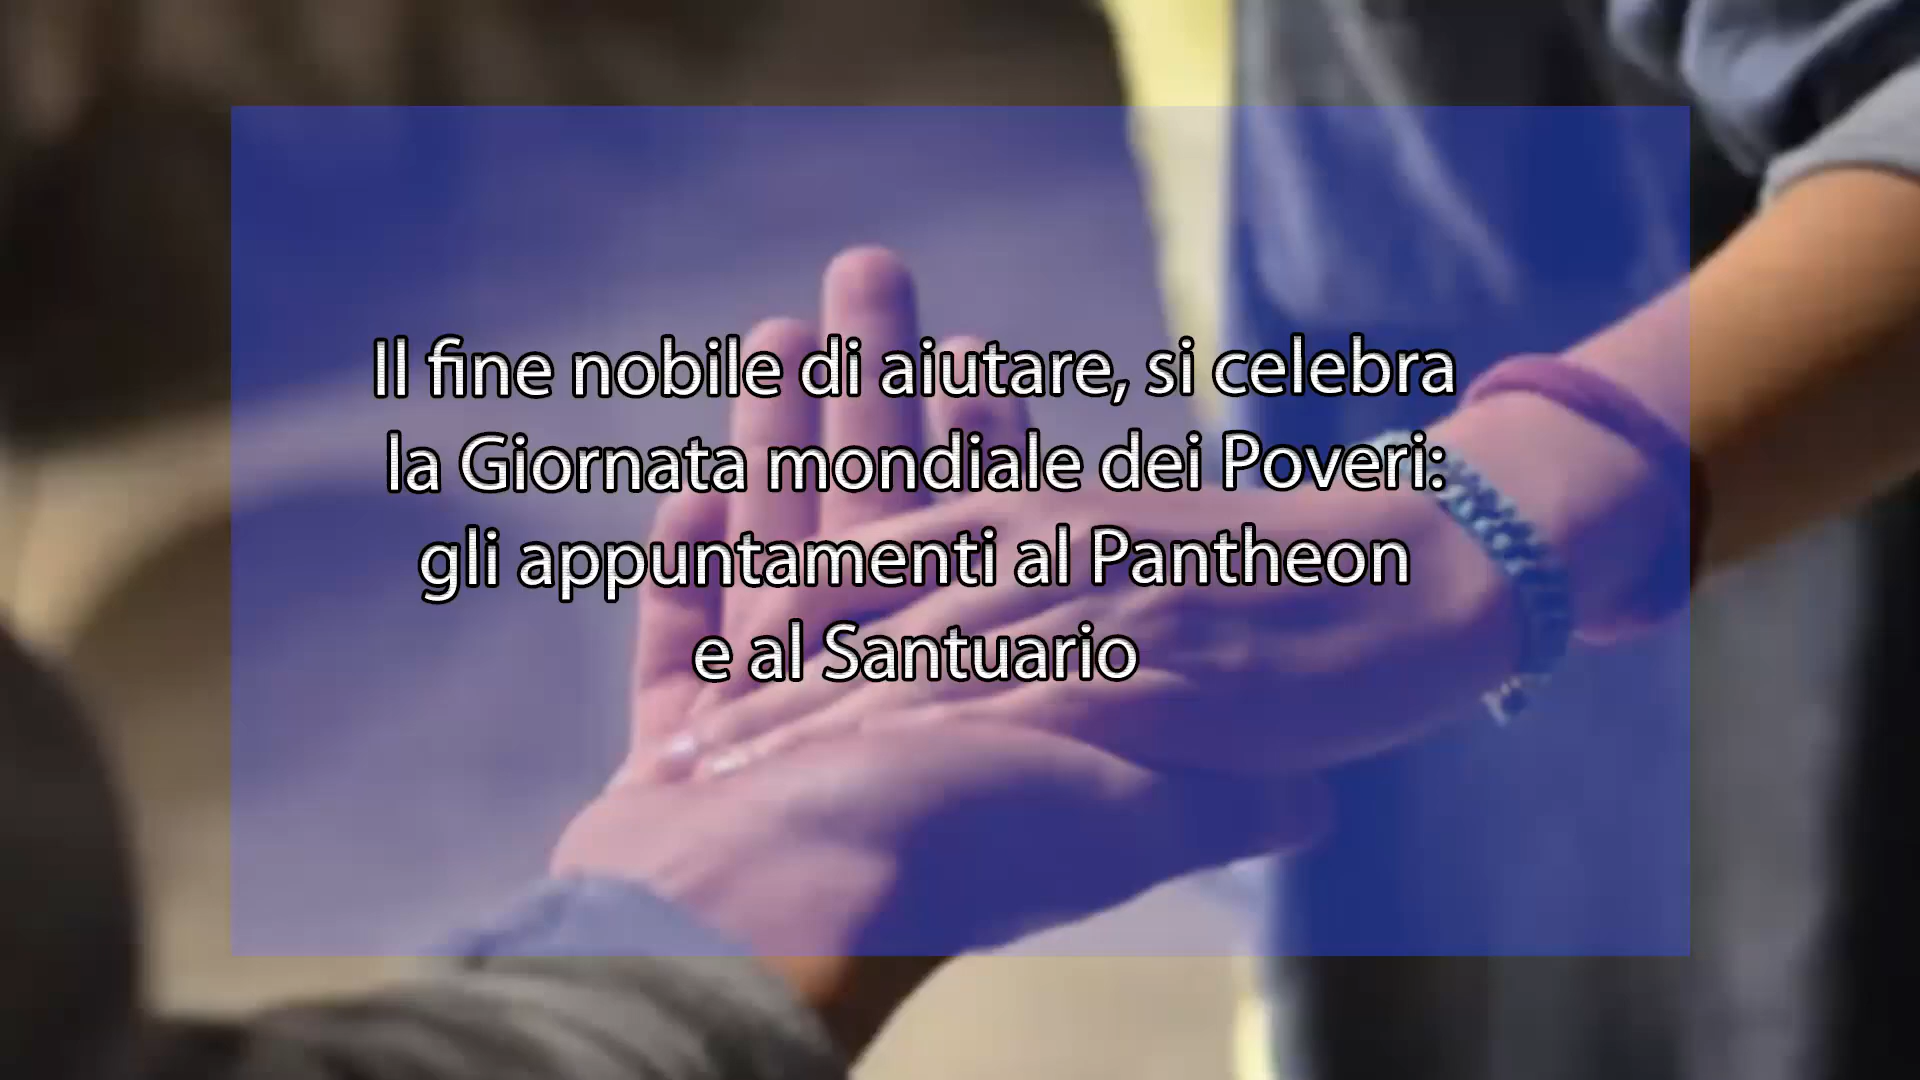 Il fine nobile di aiutare, si celebra
la Giornata mondiale dei Poveri:
gli appuntamenti al Pantheon
e al Santuario